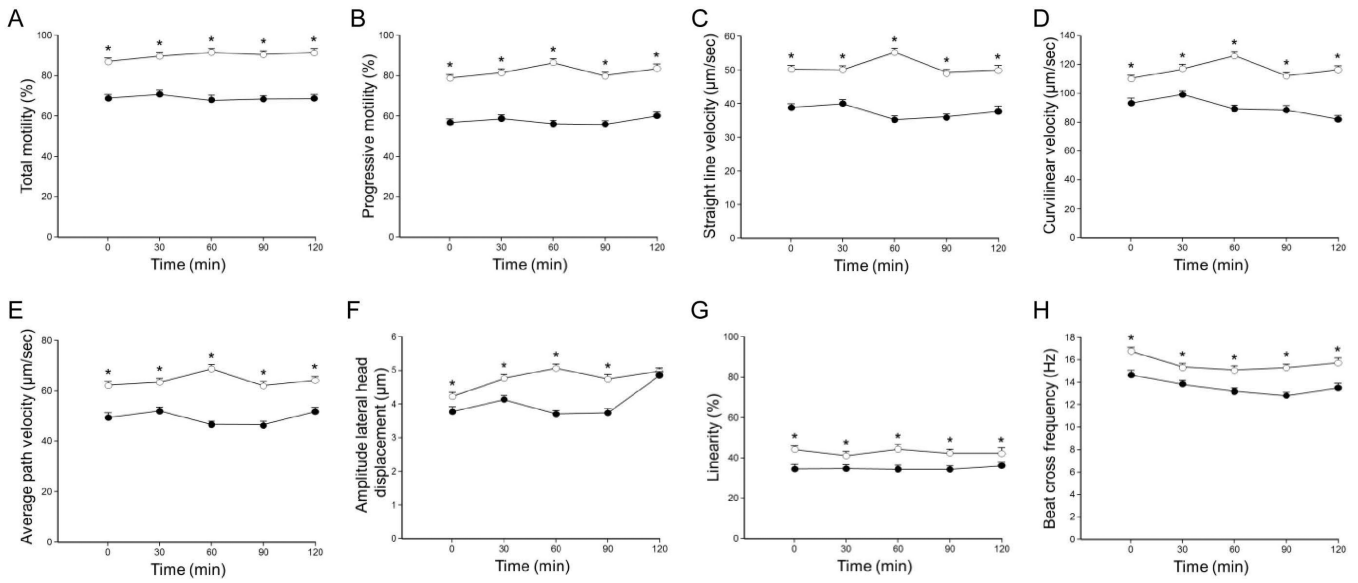 A
Total motility (%)
100
80
60
40
20
0
* * * * *
0 30 60 90 120
Time (min)
B
Progressive motility (%)
100
80
60
40
20
0
* * * * *
0 30 60 90 120
Time (min)
C
Straight line velocity (μm/sec)
60
50
40
30
20
10
0
* * * * *
0 30 60 90 120
Time (min)
D
Curvilinear velocity (μm/sec)
140
120
100
80
60
40
20
0
* * * * *
0 30 60 90 120
Time (min)
E
Average path velocity (μm/sec)
80
60
40
20
0
* * * * *
0 30 60 90 120
Time (min)
F
Amplitude lateral head
displacement (μm)
6
5
4
3
2
1
0
* * * *
0 30 60 90 120
Time (min)
G
Linearity (%)
100
80
60
40
20
0
* * * * *
0 30 60 90 120
Time (min)
H
Beat cross frequency (Hz)
18
16
14
12
10
8
6
4
2
0
* * * * *
0 30 60 90 120
Time (min)